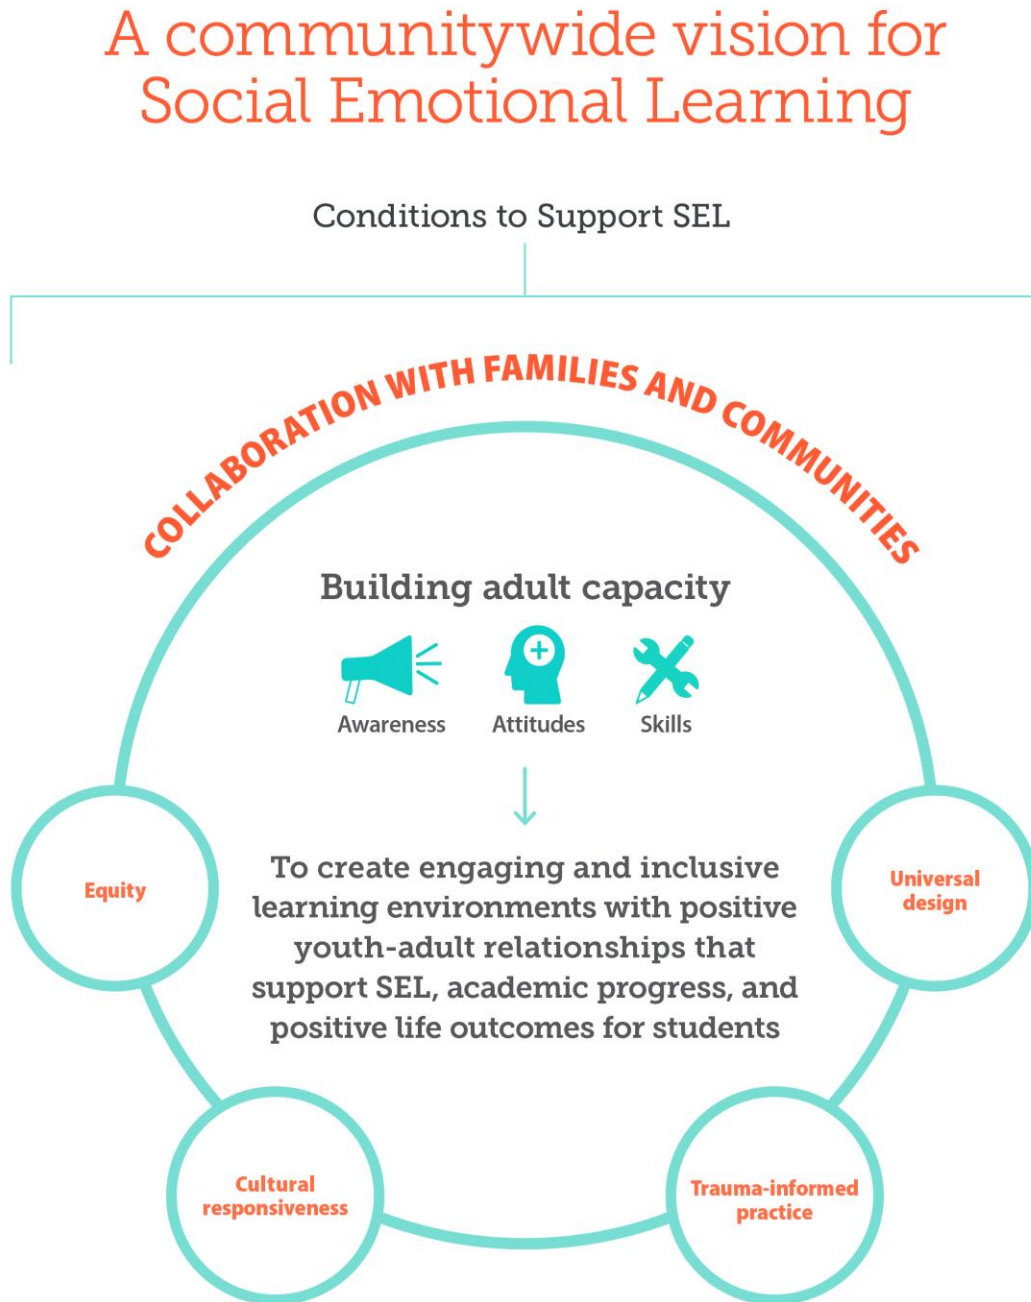 A communitywide vision for
Social Emotional Learning
Conditions to Support SEL
COLLABORATION WITH FAMILIES AND COMMUNITIES
Building adult capacity
Awareness
Attitudes
Skills
To create engaging and inclusive
learning environments with positive
youth-adult relationships that
support SEL, academic progress, and
positive life outcomes for students
Equity
Universal
design
Cultural
responsiveness
Trauma-informed
practice